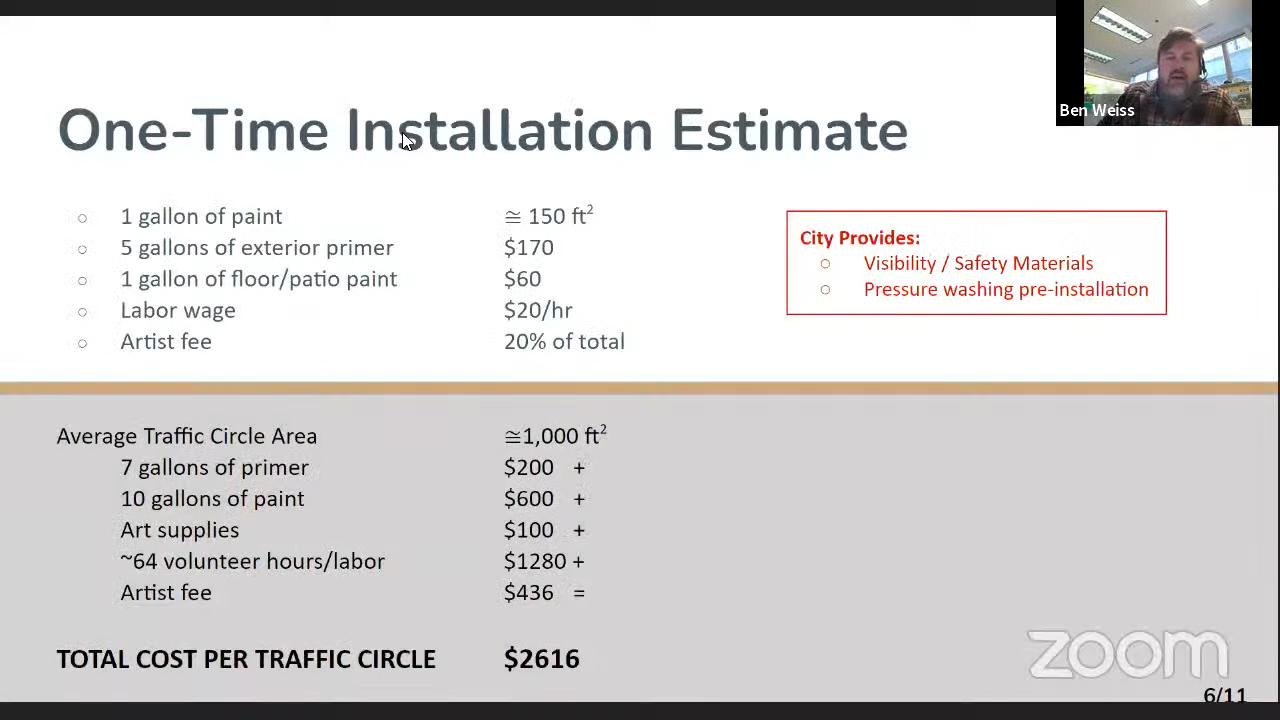 One-Time Installation Estimate
Ben Weiss
○ 1 gallon of paint ≅ 150 ft²
○ 5 gallons of exterior primer $170
○ 1 gallon of floor/patio paint $60
○ Labor wage $20/hr
○ Artist fee 20% of total
City Provides:
○ Visibility / Safety Materials
○ Pressure washing pre-installation
Average Traffic Circle Area ≅1,000 ft²
7 gallons of primer $200 +
10 gallons of paint $600 +
Art supplies $100 +
~64 volunteer hours/labor $1280 +
Artist fee $436 =
TOTAL COST PER TRAFFIC CIRCLE $2616
zoom
6/11